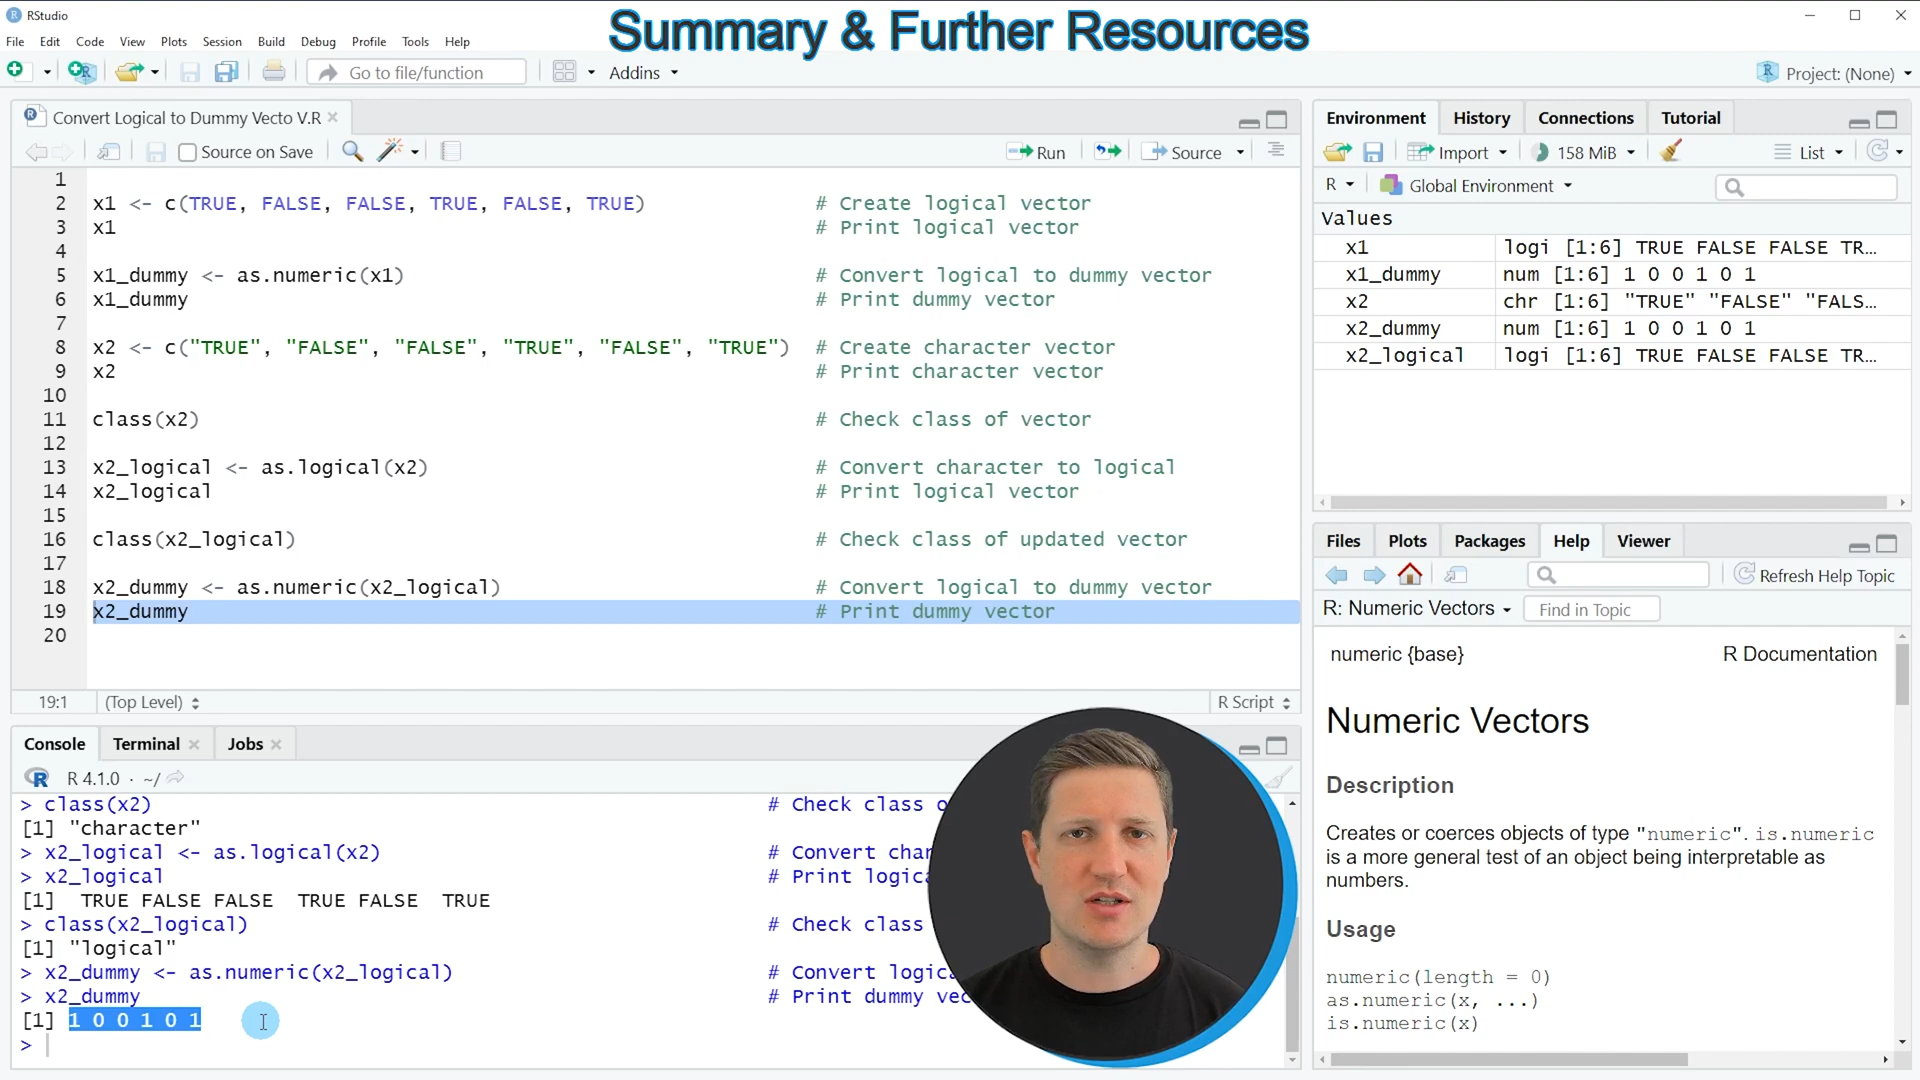 RStudio
Summary & Further Resources
File Edit Code View Plots Session Build Debug Profile Tools Help
Go to file/function
Addins
Project: (None)
Convert Logical to Dummy Vecto V.R
Source on Save
Run
Source
1
2 x1 <- c(TRUE, FALSE, FALSE, TRUE, FALSE, TRUE) # Create logical vector
3 x1 # Print logical vector
4
5 x1_dummy <- as.numeric(x1) # Convert logical to dummy vector
6 x1_dummy # Print dummy vector
7
8 x2 <- c("TRUE", "FALSE", "FALSE", "TRUE", "FALSE", "TRUE") # Create character vector
9 x2 # Print character vector
10
11 class(x2) # Check class of vector
12
13 x2_logical <- as.logical(x2) # Convert character to logical
14 x2_logical # Print logical vector
15
16 class(x2_logical) # Check class of updated vector
17
18 x2_dummy <- as.numeric(x2_logical) # Convert logical to dummy vector
19 x2_dummy # Print dummy vector
20
19:1 (Top Level) R Script
Console Terminal Jobs
R 4.1.0 · ~/
> class(x2) # Check class o
[1] "character"
> x2_logical <- as.logical(x2) # Convert char
> x2_logical # Print logica
[1] TRUE FALSE FALSE TRUE FALSE TRUE
> class(x2_logical) # Check class
[1] "logical"
> x2_dummy <- as.numeric(x2_logical) # Convert logica
> x2_dummy # Print dummy vec
[1] 1 0 0 1 0 1
>
Environment History Connections Tutorial
Import 158 MiB List
R Global Environment
Values
x1 logi [1:6] TRUE FALSE FALSE TR…
x1_dummy num [1:6] 1 0 0 1 0 1
x2 chr [1:6] "TRUE" "FALSE" "FALS…
x2_dummy num [1:6] 1 0 0 1 0 1
x2_logical logi [1:6] TRUE FALSE FALSE TR…
Files Plots Packages Help Viewer
Refresh Help Topic
R: Numeric Vectors Find in Topic
numeric {base} R Documentation
Numeric Vectors
Description
Creates or coerces objects of type "numeric". is.numeric
is a more general test of an object being interpretable as
numbers.
Usage
numeric(length = 0)
as.numeric(x, ...)
is.numeric(x)